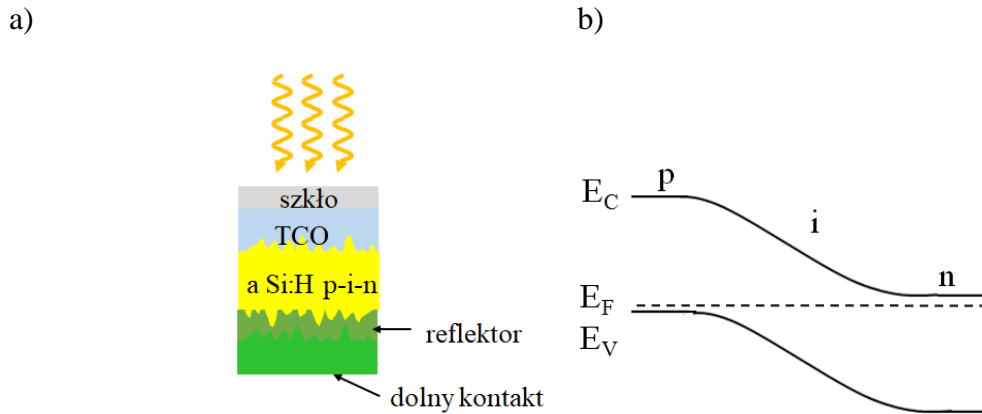 a)
szkło
TCO
a Si:H p-i-n
reflektor
dolny kontakt
b)
p
E_C
i
n
E_F
E_V